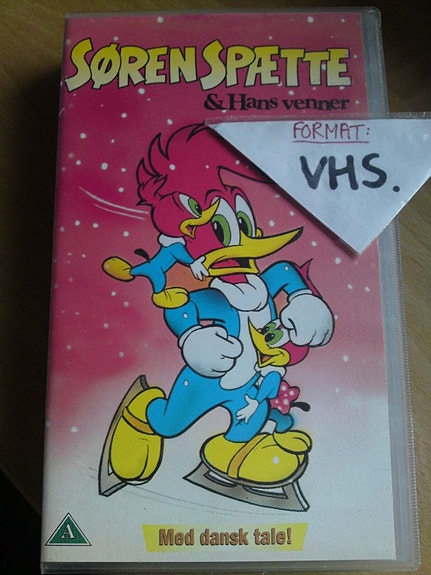 SØREN SPÆTTE
& Hans venner
FORMAT:
VHS.
A
Med dansk tale!